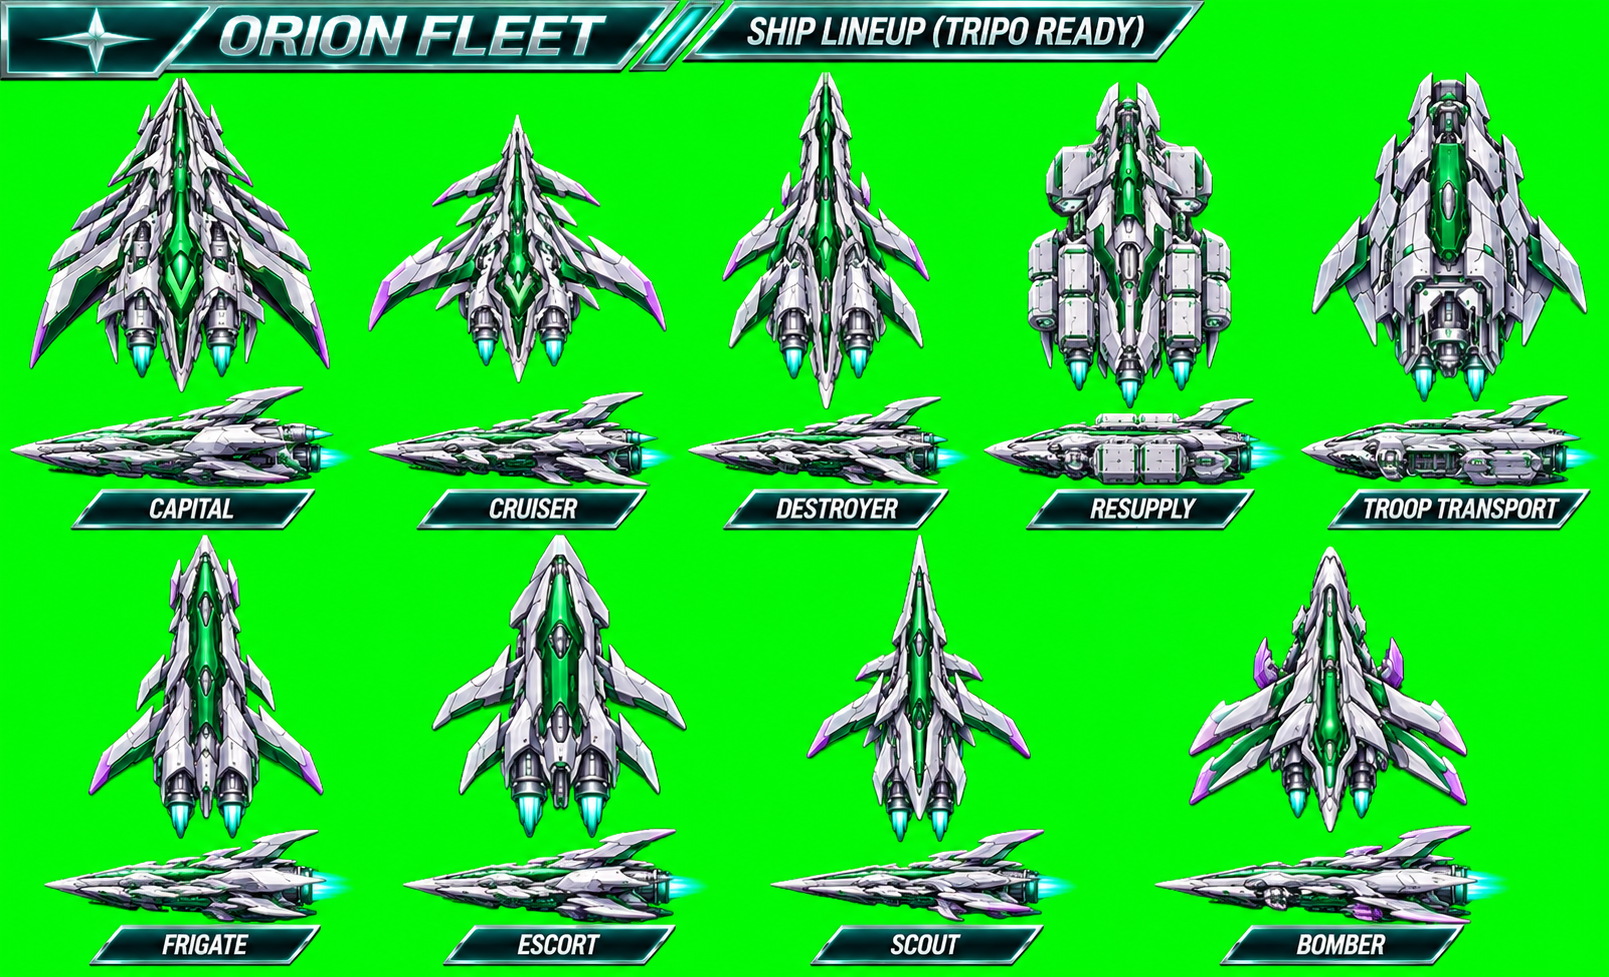 ORION FLEET
SHIP LINEUP (TRIPO READY)
CAPITAL
CRUISER
DESTROYER
RESUPPLY
TROOP TRANSPORT
FRIGATE
ESCORT
SCOUT
BOMBER